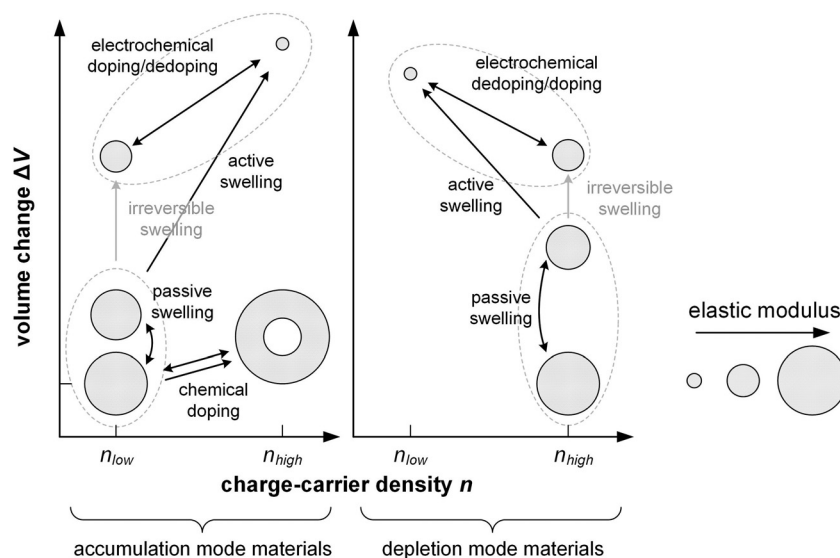 electrochemical
doping/dedoping
active
swelling
irreversible
swelling
passive
swelling
chemical
doping
volume change ΔV
n_low
n_high
electrochemical
dedoping/doping
active
swelling
irreversible
swelling
passive
swelling
n_low
n_high
elastic modulus
charge-carrier density n
accumulation mode materials
depletion mode materials